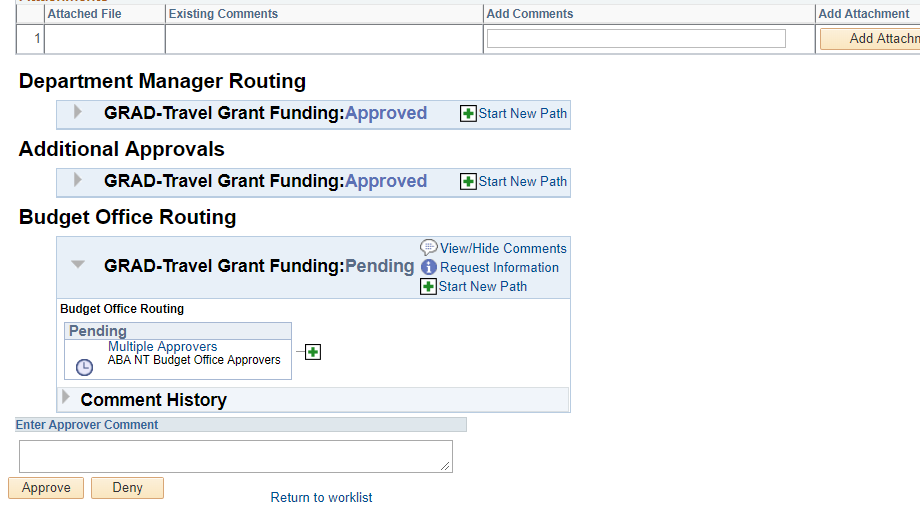 Attached File Existing Comments Add Comments Add Attachment
1 Add Attachm
Department Manager Routing
GRAD-Travel Grant Funding:Approved Start New Path
Additional Approvals
GRAD-Travel Grant Funding:Approved Start New Path
Budget Office Routing
View/Hide Comments
GRAD-Travel Grant Funding:Pending Request Information
Start New Path
Budget Office Routing
Pending
Multiple Approvers
ABA NT Budget Office Approvers
Comment History
Enter Approver Comment
Approve Deny
Return to worklist